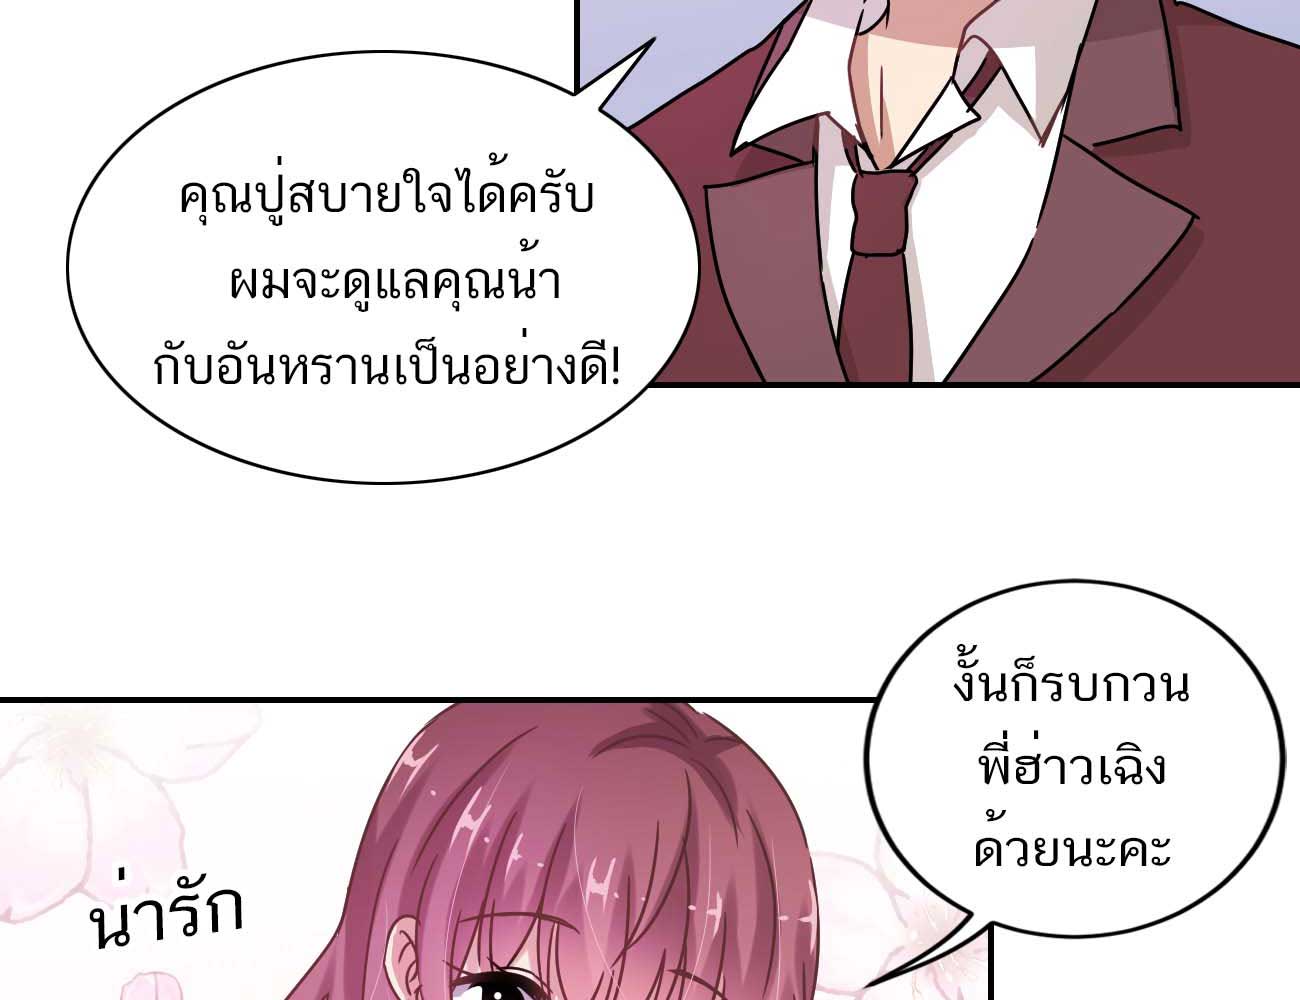 คุณปู่สบายใจได้ครับ
ผมจะดูแลคุณน้า
กับอันหรานเป็นอย่างดี!
งั้นก็รบกวน
พี่ฮ่าวเฉิง
ด้วยนะคะ
น่ารัก